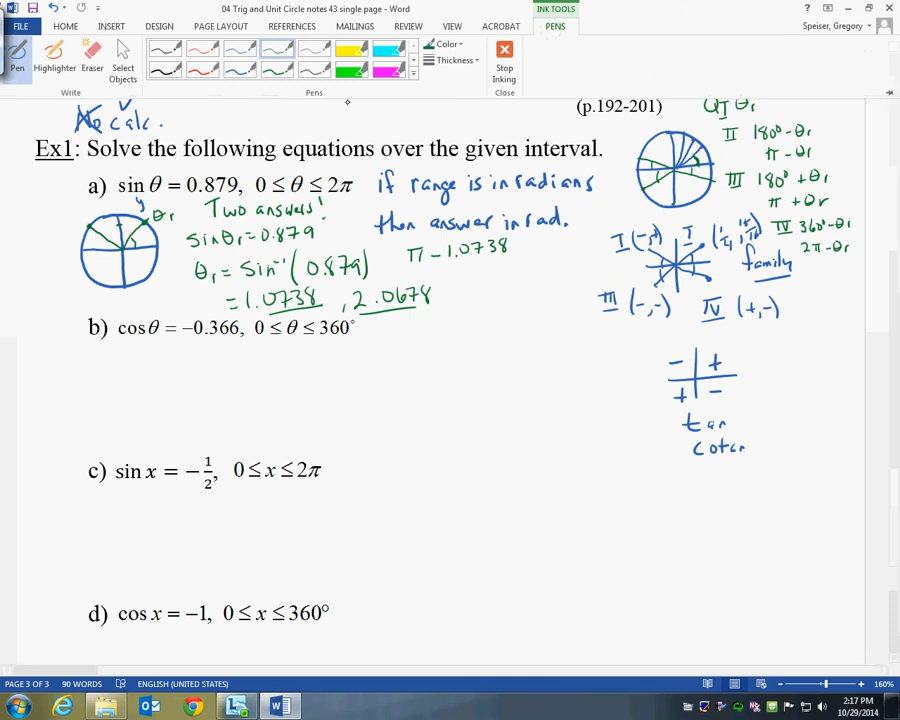 04 Trig and Unit Circle notes 43 single page - Word
INK TOOLS
FILE HOME INSERT DESIGN PAGE LAYOUT REFERENCES MAILINGS REVIEW VIEW ACROBAT PENS
Speiser, Gregory
Pen Highlighter Eraser Select Objects
Color
Thickness
Stop Inking
Write Pens Close
calc.
(p.192-201)
QI θr
Ex1: Solve the following equations over the given interval.
II 180°-θr
π-θr
a) sin θ = 0.879, 0 ≤ θ ≤ 2π
if range is in radians
III 180°+θr
π+θr
y θr
Two answers!
then answer in rad.
IV 360°-θr
2π-θr
sinθr=0.879
π-1.0738
θr = sin⁻¹(0.879)
family
=1.0738, 2.0678
III (-,-) IV (+,-)
b) cos θ = −0.366, 0 ≤ θ ≤ 360°
- +
+ -
tan
c) sin x = −1/2, 0 ≤ x ≤ 2π
d) cos x = −1, 0 ≤ x ≤ 360°
PAGE 3 OF 3 90 WORDS ENGLISH (UNITED STATES) 160%
2:17 PM
10/29/2014